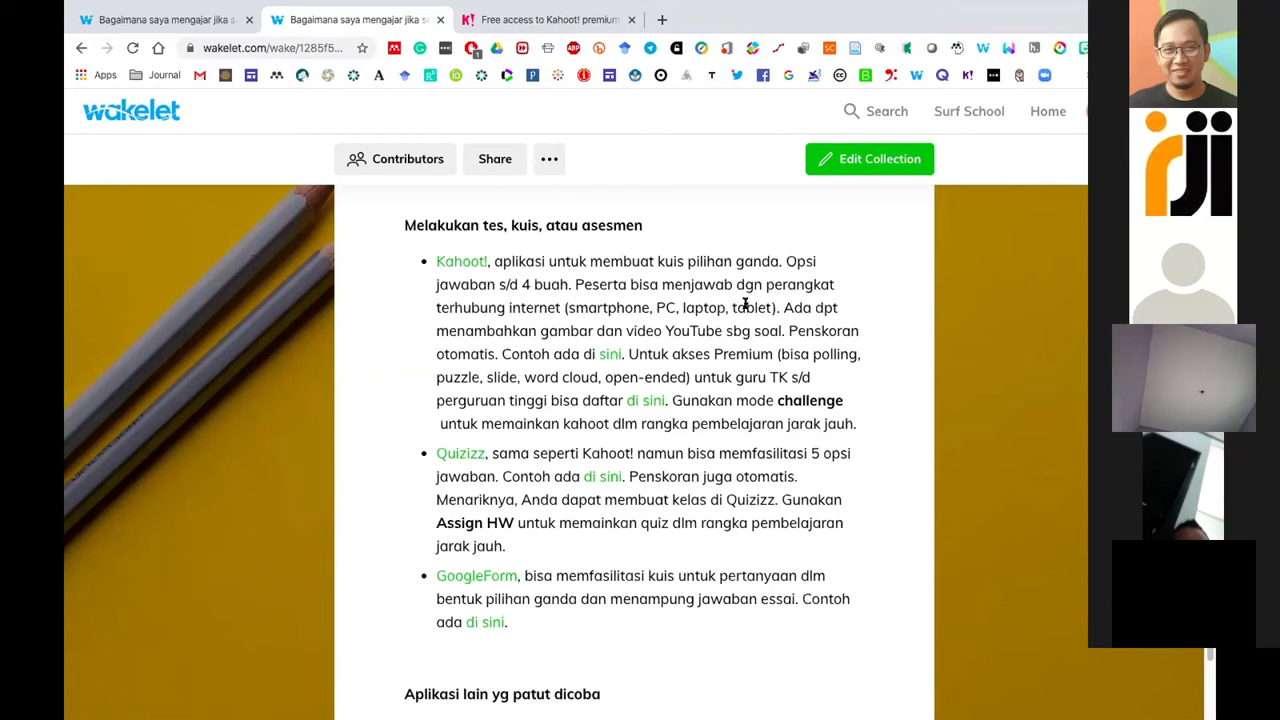 Bagaimana saya mengajar jika s
Bagaimana saya mengajar jika se
Free access to Kahoot! premium
wakelet.com/wake/1285f5...
Apps
Journal
wakelet
Search
Surf School
Home
Contributors
Share
Edit Collection
Melakukan tes, kuis, atau asesmen
Kahoot!, aplikasi untuk membuat kuis pilihan ganda. Opsi
jawaban s/d 4 buah. Peserta bisa menjawab dgn perangkat
terhubung internet (smartphone, PC, laptop, tablet). Ada dpt
menambahkan gambar dan video YouTube sbg soal. Penskoran
otomatis. Contoh ada di sini. Untuk akses Premium (bisa polling,
puzzle, slide, word cloud, open-ended) untuk guru TK s/d
perguruan tinggi bisa daftar di sini. Gunakan mode challenge
untuk memainkan kahoot dlm rangka pembelajaran jarak jauh.
Quizizz, sama seperti Kahoot! namun bisa memfasilitasi 5 opsi
jawaban. Contoh ada di sini. Penskoran juga otomatis.
Menariknya, Anda dapat membuat kelas di Quizizz. Gunakan
Assign HW untuk memainkan quiz dlm rangka pembelajaran
jarak jauh.
GoogleForm, bisa memfasilitasi kuis untuk pertanyaan dlm
bentuk pilihan ganda dan menampung jawaban essai. Contoh
ada di sini.
Aplikasi lain yg patut dicoba
rji